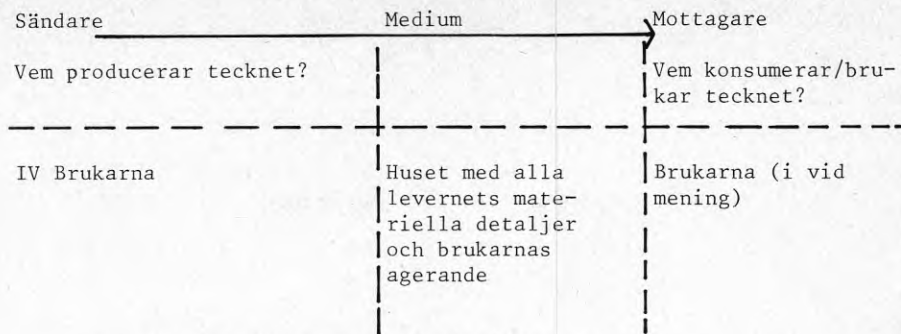 Sändare Medium Mottagare
Vem producerar tecknet?
Vem konsumerar/bru-
kar tecknet?
IV Brukarna
Huset med alla
levernets mate-
riella detaljer
och brukarnas
agerande
Brukarna (i vid
mening)